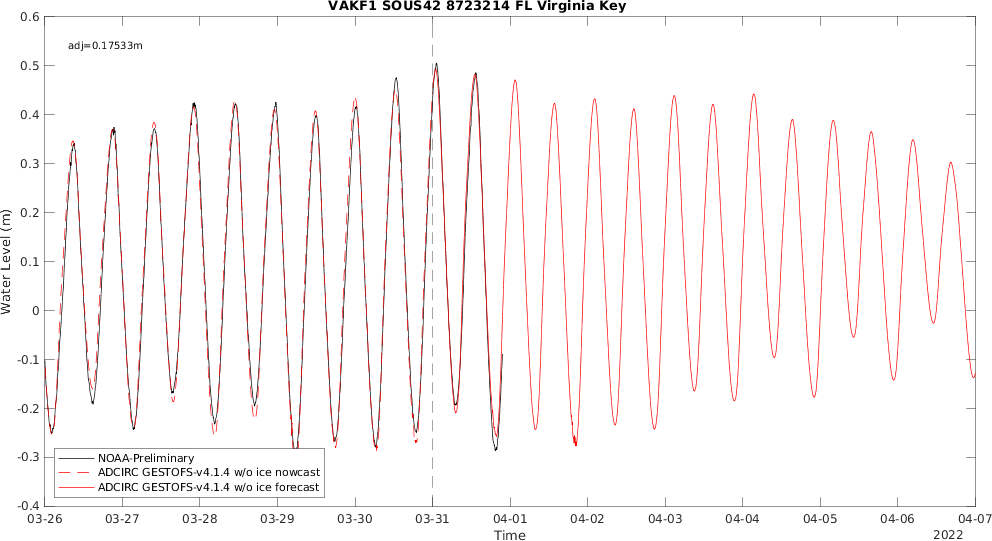 VAKF1 SOUS42 8723214 FL Virginia Key
0.6
adj=0.17533m
0.5
0.4
0.3
0.2
0.1
0
-0.1
-0.2
-0.3
-0.4
Water Level (m)
NOAA-Preliminary
ADCIRC GESTOFS-v4.1.4 w/o ice nowcast
ADCIRC GESTOFS-v4.1.4 w/o ice forecast
03-26 03-27 03-28 03-29 03-30 03-31 04-01 04-02 04-03 04-04 04-05 04-06 04-07
Time
2022